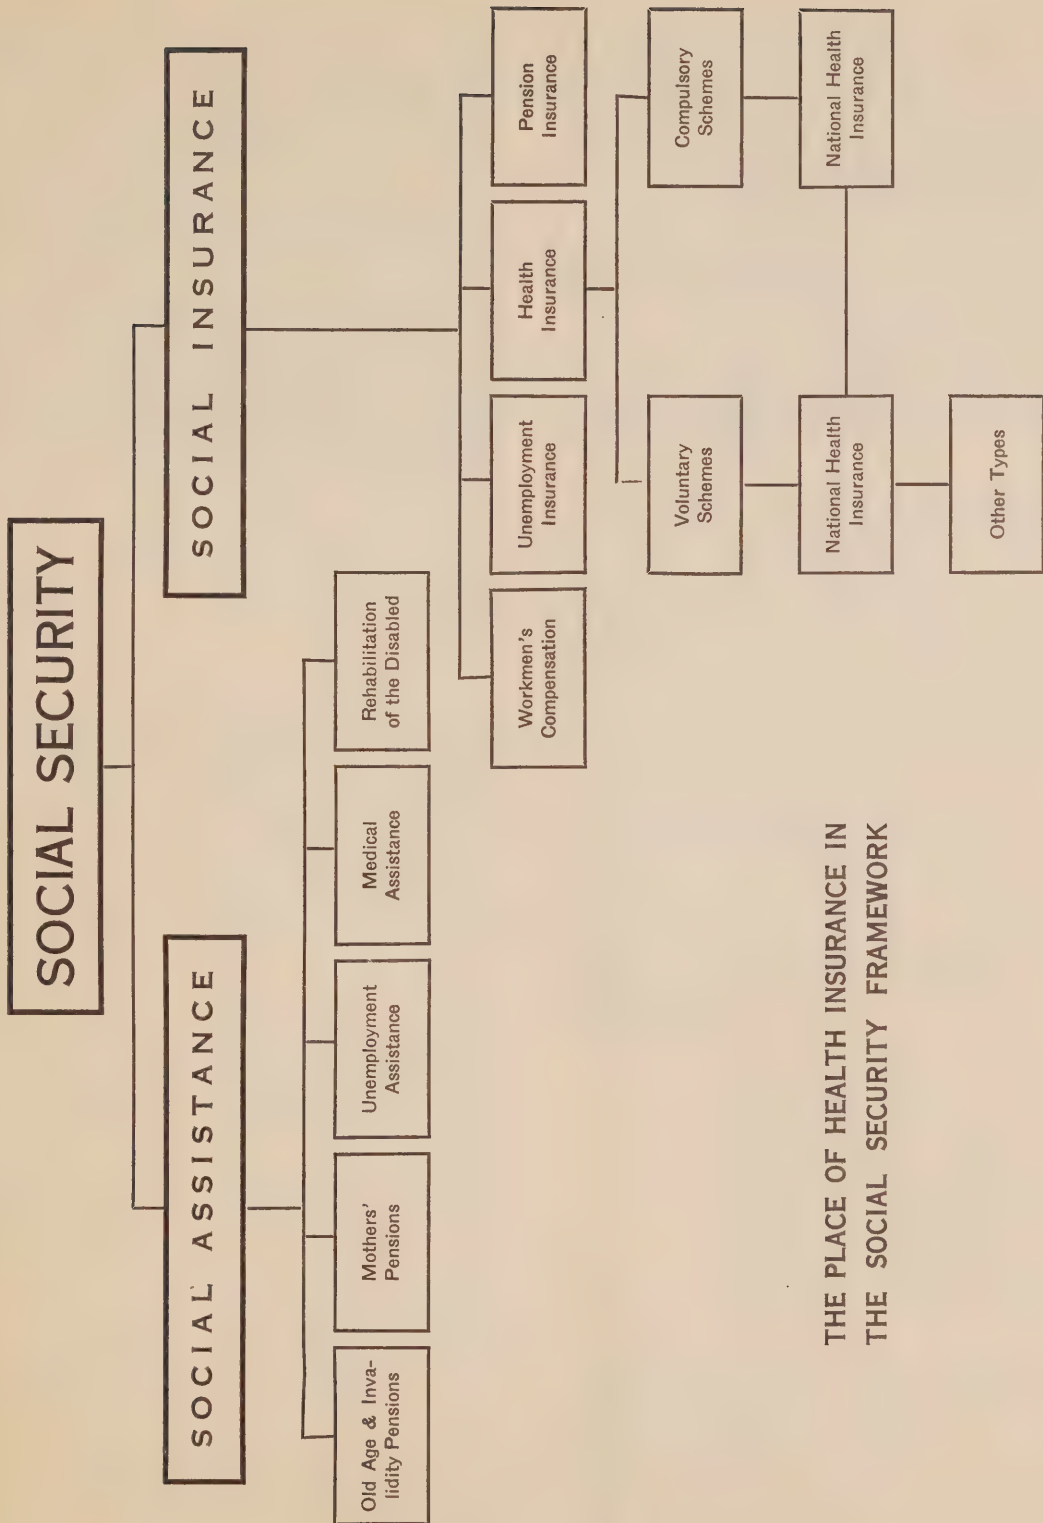 SOCIAL SECURITY
SOCIAL ASSISTANCE
SOCIAL INSURANCE
Old Age & Inva-
lidity Pensions
Mothers'
Pensions
Unemployment
Assistance
Medical
Assistance
Rehabilitation
of the Disabled
Workmen's
Compensation
Unemployment
Insurance
Health
Insurance
Pension
Insurance
Voluntary
Schemes
Compulsory
Schemes
National Health
Insurance
National Health
Insurance
Other Types
THE PLACE OF HEALTH INSURANCE IN
THE SOCIAL SECURITY FRAMEWORK